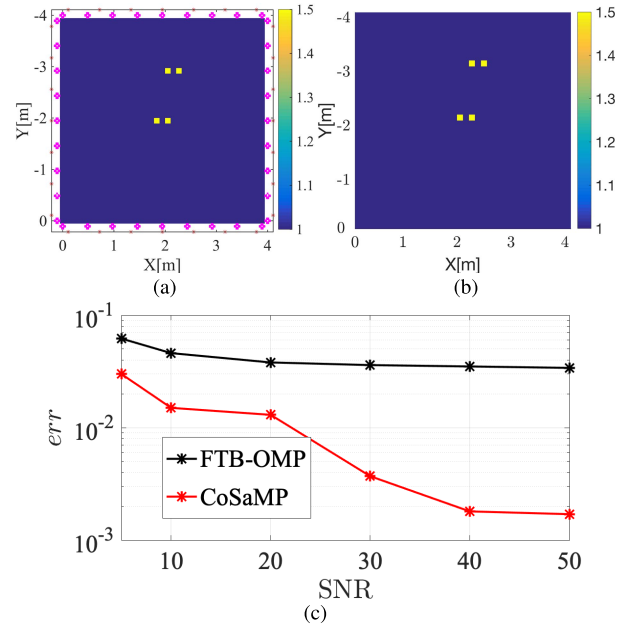 -4
-3
-2
-1
0
Y[m]
0 1 2 3 4
X[m]
1.5
1.4
1.3
1.2
1.1
1
(a)
-4
-3
-2
-1
0
Y[m]
0 1 2 3 4
X[m]
1.5
1.4
1.3
1.2
1.1
1
(b)
10^-1
10^-2
10^-3
err
FTB-OMP
CoSaMP
10 20 30 40 50
SNR
(c)